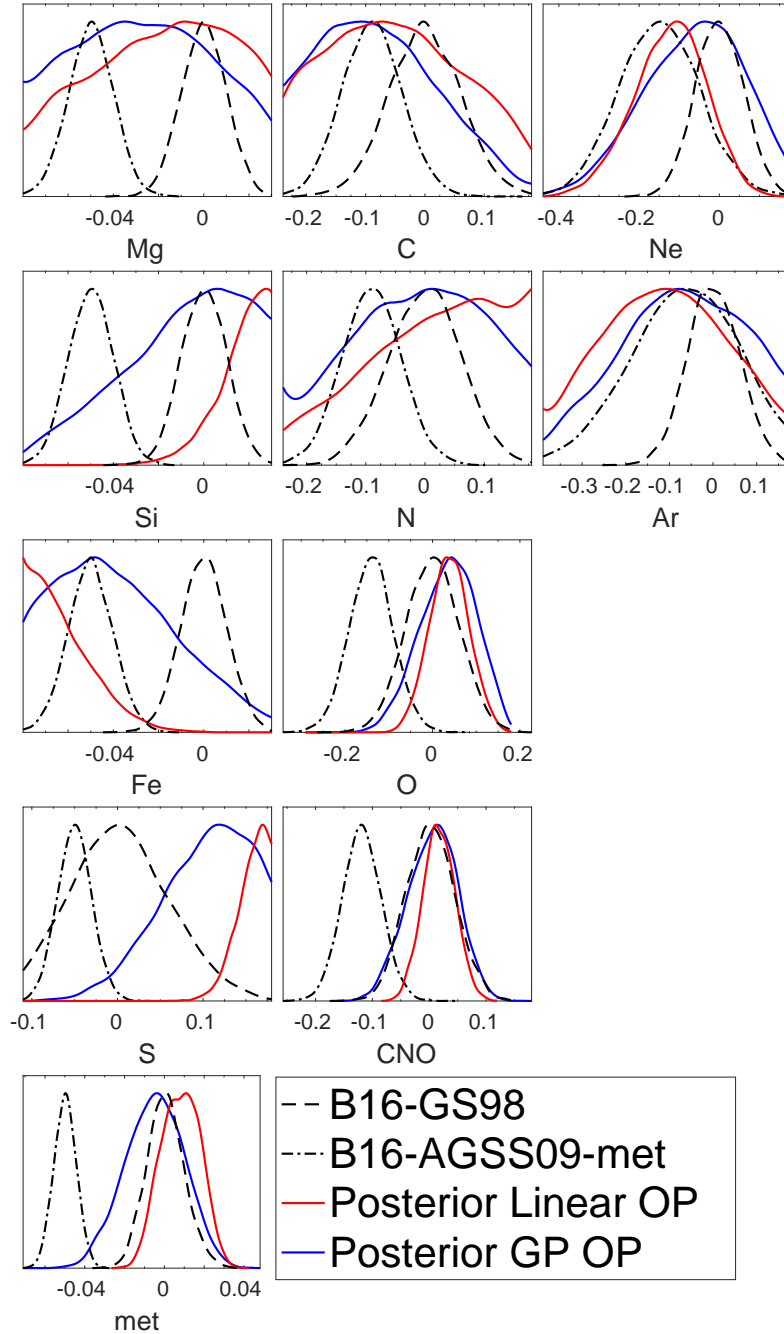 -0.04 0 -0.2 -0.1 0 0.1 -0.4 -0.2 0
Mg C Ne
-0.04 0 -0.2 -0.1 0 0.1 -0.3 -0.2 -0.1 0 0.1
Si N Ar
-0.04 0 -0.2 0 0.2
Fe O
-0.1 0 0.1 -0.2 -0.1 0 0.1
S CNO
-0.04 0 0.04
met
B16-GS98
B16-AGSS09-met
Posterior Linear OP
Posterior GP OP